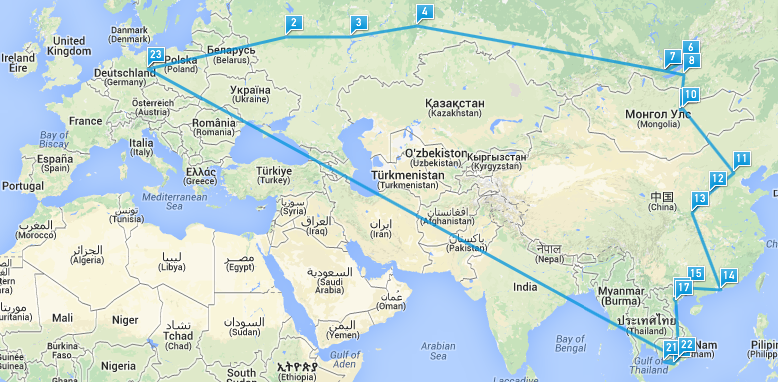 2
3
4
6
7
8
23
10
11
12
13
14
15
17
21
22
Ireland
Éire
United
Kingdom
Danmark
(Denmark)
Беларусь
(Belarus)
Polska
(Poland)
Deutschland
(Germany)
Україна
(Ukraine)
Österreich
(Austria)
France
România
(Romania)
Bay of
Biscay
Italia
(Italy)
España
(Spain)
Portugal
Ελλάς
(Greece)
Türkiye
(Turkey)
Қазақстан
(Kazakhstan)
Монгол Улс
(Mongolia)
O'zbekiston
(Uzbekistan)
Кыргызстан
(Kyrgyzstan)
Türkmenistan
(Turkmenistan)
Mediterranean
Sea
تونس
(Tunisia)
المغرب
(Morocco)
الجزائر
(Algeria)
ليبيا
(Libya)
مصر
(Egypt)
سوريا
(Syria)
العراق
(Iraq)
ایران
(Iran)
افغانستان
(Afghanistan)
پاکستان
(Pakistan)
नेपाल
(Nepal)
中国
(China)
السعودية
(Saudi
Arabia)
عمان
(Oman)
اليمن
(Yemen)
India
Myanmar
(Burma)
ประเทศไทย
(Thailand)
Nam
Gulf of
Thailand
Bay of
Bengal
Arabian
Sea
Gulf of
Aden
Mali
Niger
تشاد
(Chad)
السودان
(Sudan)
Burkina
Faso
Nigeria
Guinée
(Guinea)
(Ethiopia)
Laccadive